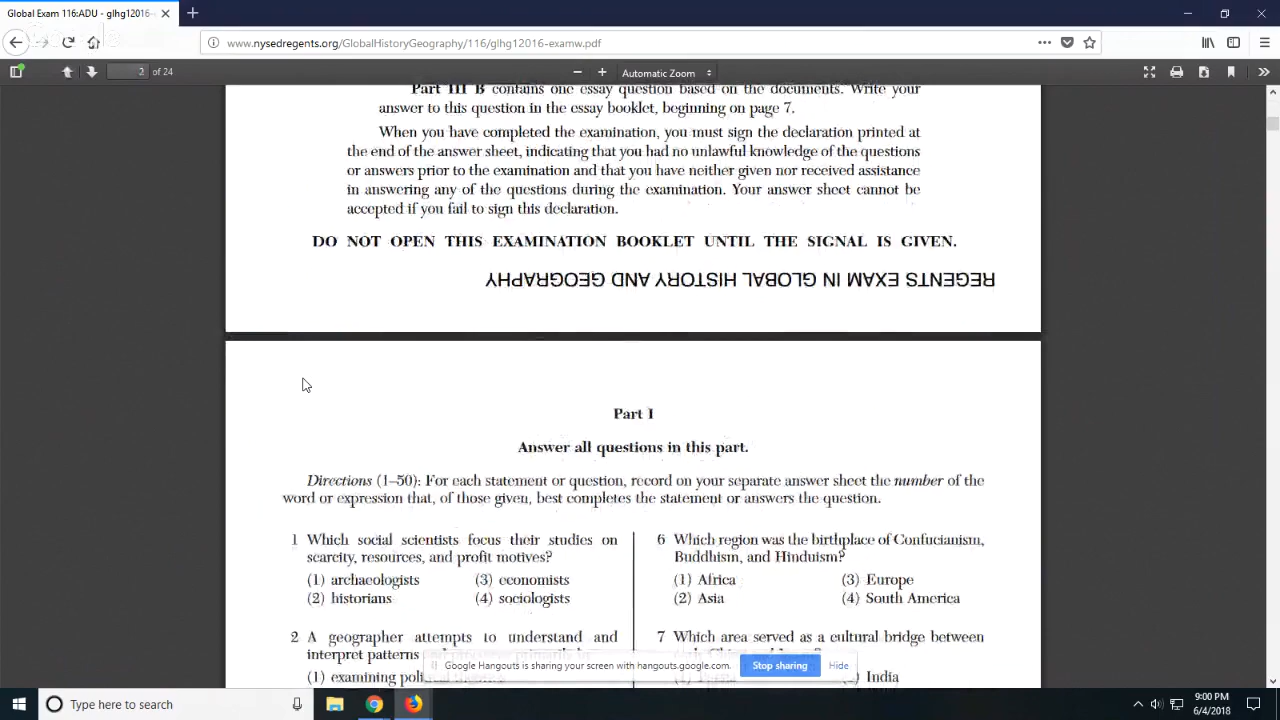 Global Exam 116:ADU - glhg12016-
www.nysedregents.org/GlobalHistoryGeography/116/glhg12016-examw.pdf
2 of 24
Automatic Zoom
Part III B contains one essay question based on the documents. Write your
answer to this question in the essay booklet, beginning on page 7.
When you have completed the examination, you must sign the declaration printed at
the end of the answer sheet, indicating that you had no unlawful knowledge of the questions
or answers prior to the examination and that you have neither given nor received assistance
in answering any of the questions during the examination. Your answer sheet cannot be
accepted if you fail to sign this declaration.
DO NOT OPEN THIS EXAMINATION BOOKLET UNTIL THE SIGNAL IS GIVEN.
REGENTS EXAM IN GLOBAL HISTORY AND GEOGRAPHY
Part I
Answer all questions in this part.
Directions (1–50): For each statement or question, record on your separate answer sheet the number of the
word or expression that, of those given, best completes the statement or answers the question.
1 Which social scientists focus their studies on
scarcity, resources, and profit motives?
(1) archaeologists (3) economists
(2) historians (4) sociologists
2 A geographer attempts to understand and
interpret patterns
(1) examining
6 Which region was the birthplace of Confucianism,
Buddhism, and Hinduism?
(1) Africa (3) Europe
(2) Asia (4) South America
7 Which area served as a cultural bridge between
India
Google Hangouts is sharing your screen with hangouts.google.com.
Stop sharing
Hide
Type here to search
9:00 PM
6/4/2018